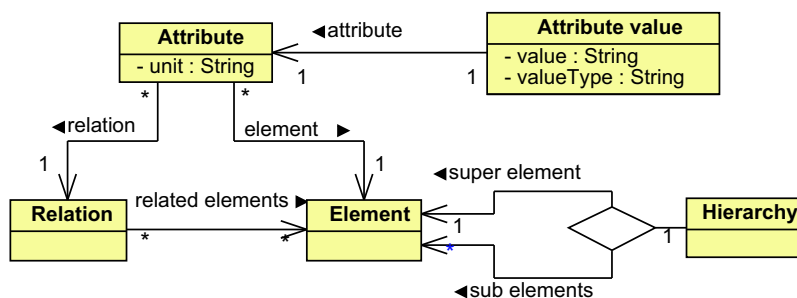 Attribute
- unit : String
◄attribute
1
1
Attribute value
- value : String
- valueType : String
*
*
◄relation
element ►
1
1
Relation
related elements ►
*
*
Element
◄super element
1
*
◄sub elements
1
Hierarchy